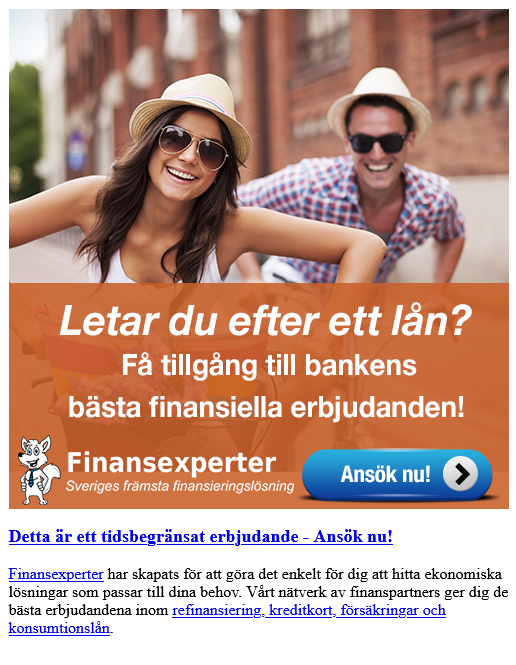 Letar du efter ett lån?
Få tillgång till bankens
bästa finansiella erbjudanden!
Finansexperter
Sveriges främsta finansieringslösning
Ansök nu!
Detta är ett tidsbegränsat erbjudande - Ansök nu!
Finansexperter har skapats för att göra det enkelt för dig att hitta ekonomiska
lösningar som passar till dina behov. Vårt nätverk av finanspartners ger dig de
bästa erbjudandena inom refinansiering, kreditkort, försäkringar och
konsumtionslån.